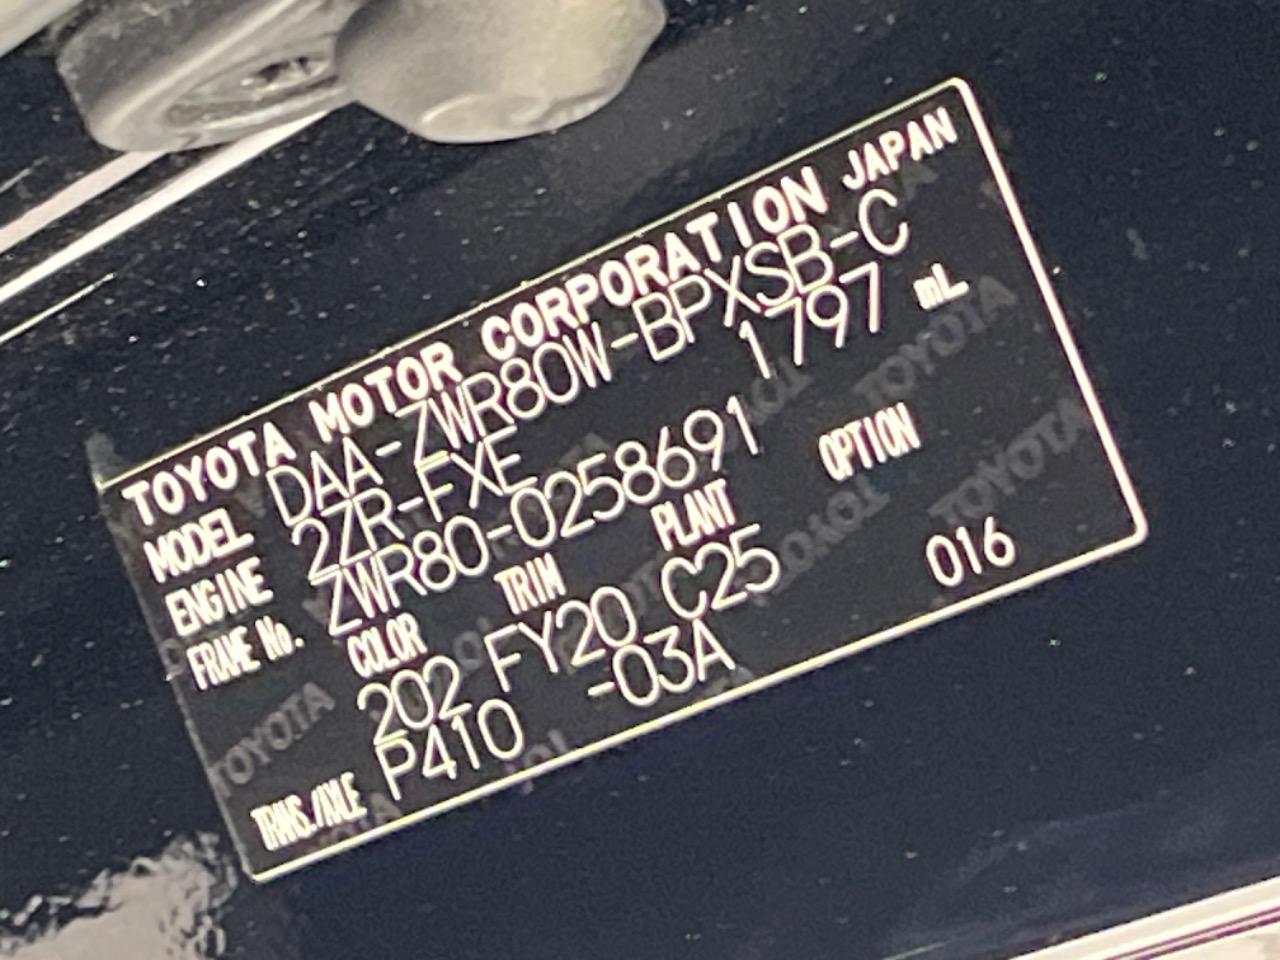 TOYOTA MOTOR CORPORATION JAPAN
MODEL DAA-ZWR80W-BPXSB-C
ENGINE 2ZR-FXE 1797 mL
FRAME No. ZWR80-0258691
COLOR TRIM PLANT OPTION
202 FY20 C25 016
TRANS./AXLE P410 -03A